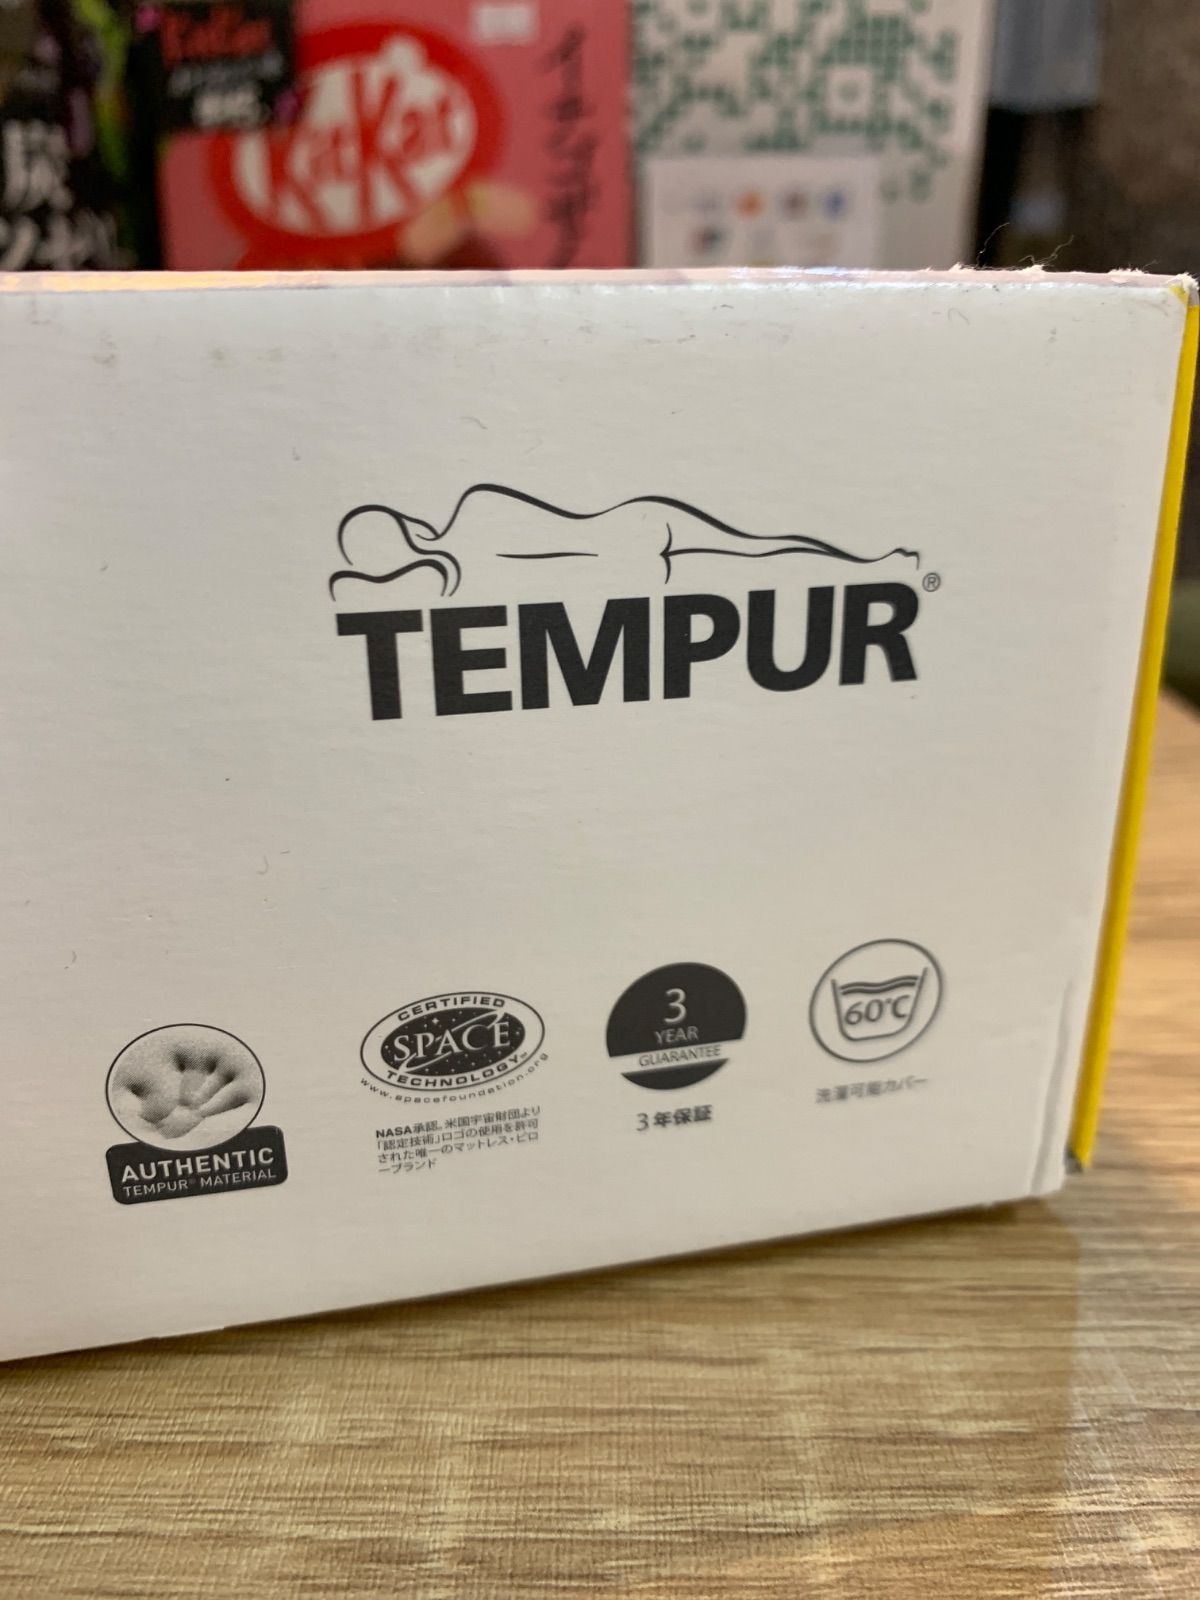 KitKat
TEMPUR®
AUTHENTIC
TEMPUR® MATERIAL
CERTIFIED
SPACE
TECHNOLOGY
www.spacefoundation.org
NASA承認。米国宇宙財団より
「認定技術」ロゴの使用を許可
された唯一のマットレス・ピロ
ーブランド
3
YEAR
GUARANTEE
3年保証
60℃
洗濯可能カバー